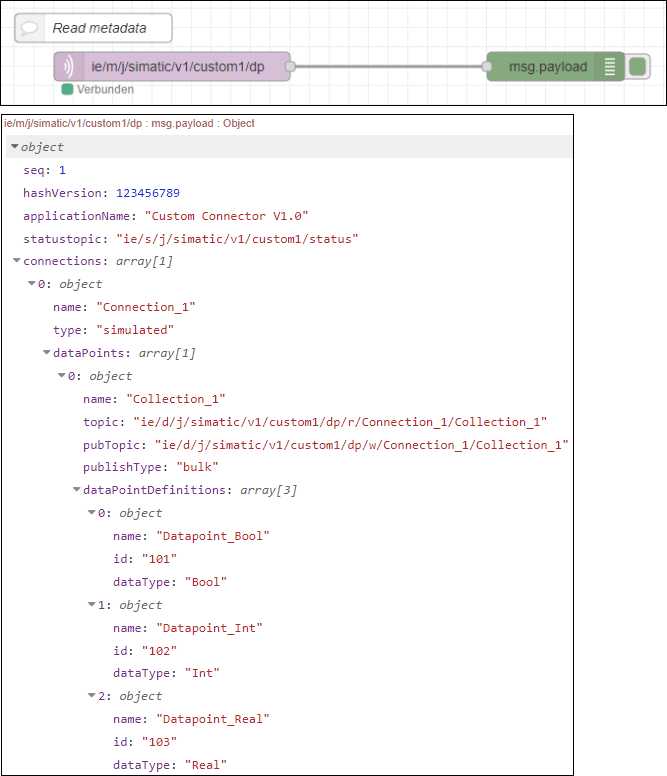 Read metadata
ie/m/j/simatic/v1/custom1/dp
msg.payload
Verbunden
ie/m/j/simatic/v1/custom1/dp : msg.payload : Object
object
seq: 1
hashVersion: 123456789
applicationName: "Custom Connector V1.0"
statustopic: "ie/s/j/simatic/v1/custom1/status"
connections: array[1]
0: object
name: "Connection_1"
type: "simulated"
dataPoints: array[1]
0: object
name: "Collection_1"
topic: "ie/d/j/simatic/v1/custom1/dp/r/Connection_1/Collection_1"
pubTopic: "ie/d/j/simatic/v1/custom1/dp/w/Connection_1/Collection_1"
publishType: "bulk"
dataPointDefinitions: array[3]
0: object
name: "Datapoint_Bool"
id: "101"
dataType: "Bool"
1: object
name: "Datapoint_Int"
id: "102"
dataType: "Int"
2: object
name: "Datapoint_Real"
id: "103"
dataType: "Real"